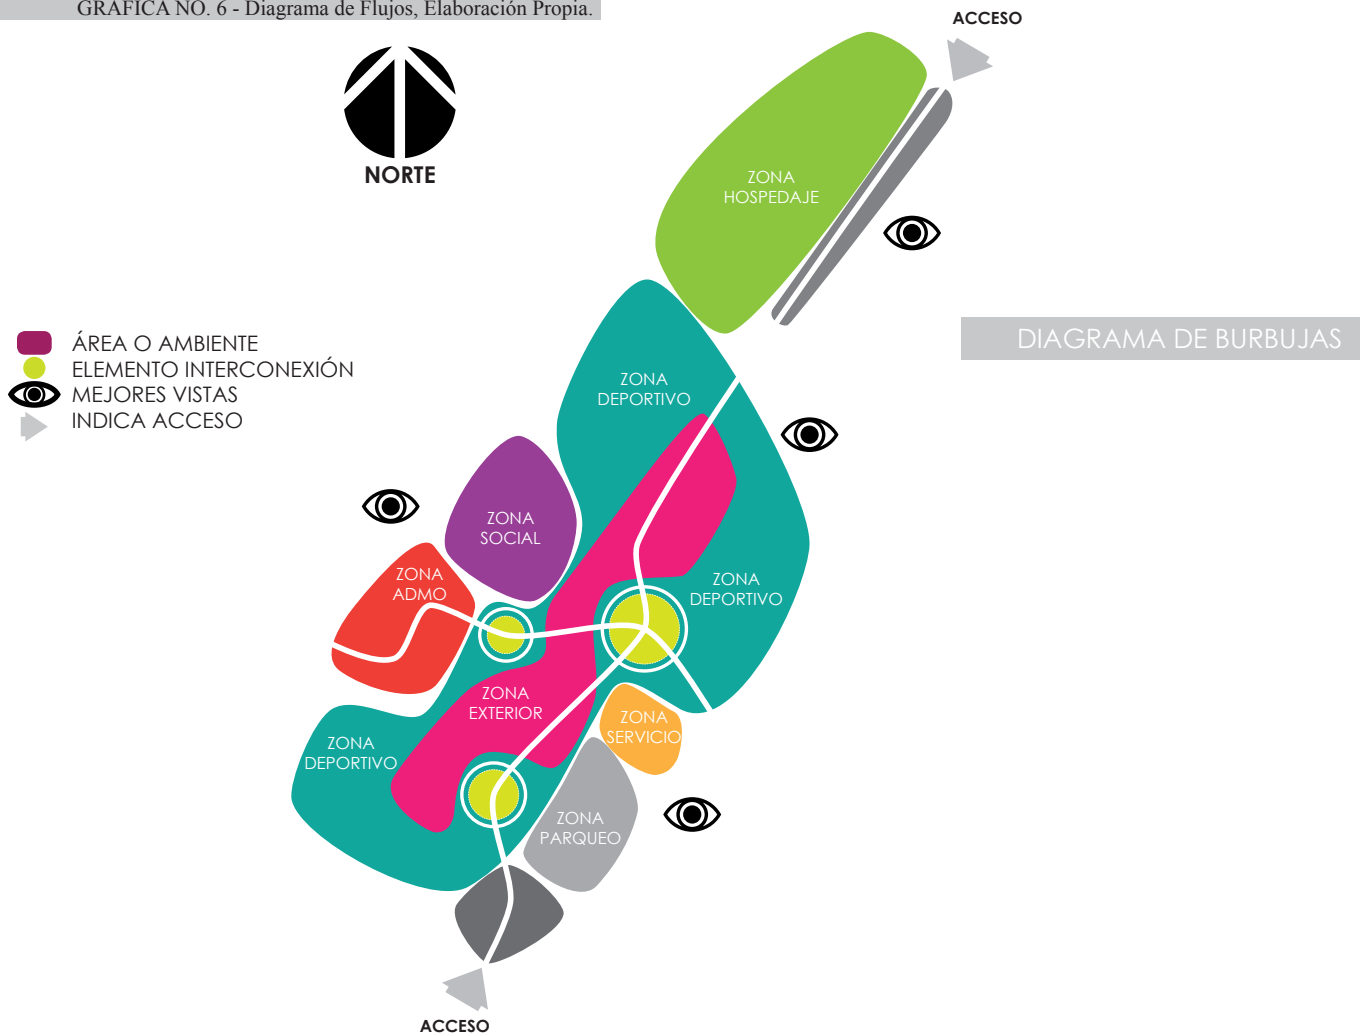 GRÁFICA NO. 6 - Diagrama de Flujos, Elaboración Propia.
ACCESO
NORTE
ZONA
HOSPEDAJE
ÁREA O AMBIENTE
ELEMENTO INTERCONEXIÓN
MEJORES VISTAS
INDICA ACCESO
DIAGRAMA DE BURBUJAS
ZONA
DEPORTIVO
ZONA
SOCIAL
ZONA
ADMO
ZONA
DEPORTIVO
ZONA
EXTERIOR
ZONA
SERVICIO
ZONA
DEPORTIVO
ZONA
PARQUEO
ACCESO